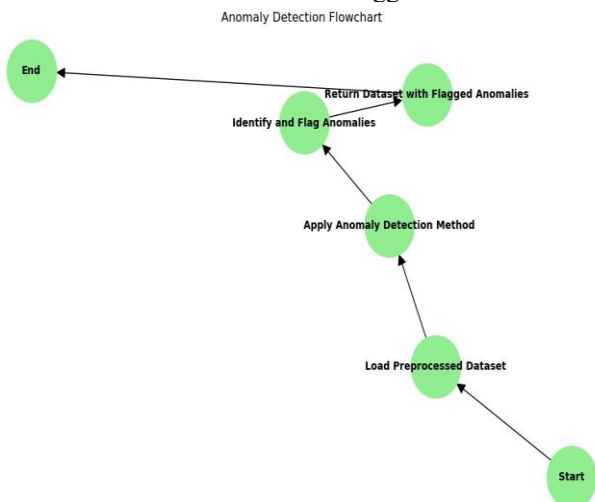 Anomaly Detection Flowchart
End
Return Dataset with Flagged Anomalies
Identify and Flag Anomalies
Apply Anomaly Detection Method
Load Preprocessed Dataset
Start